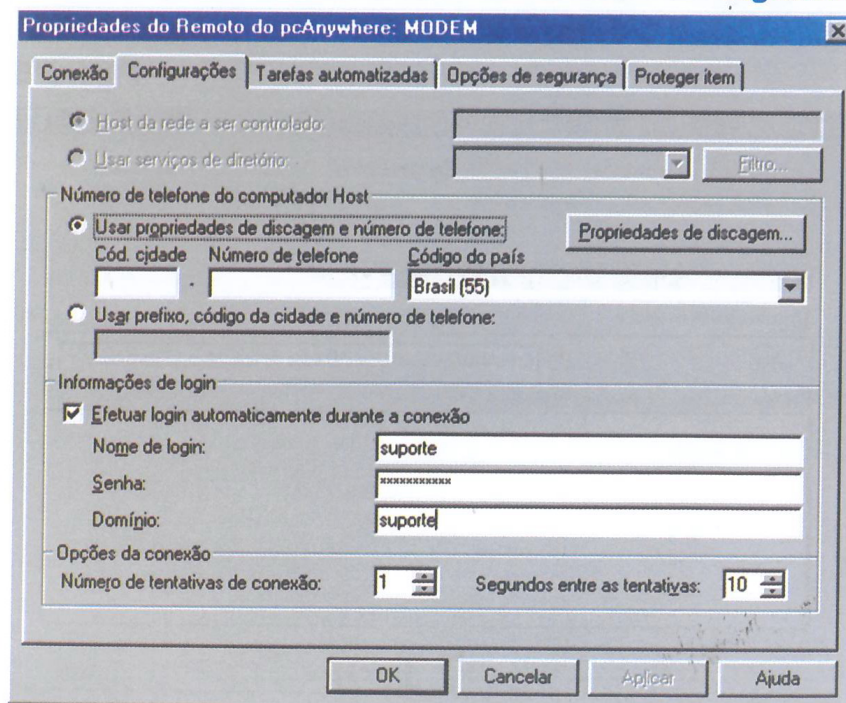 Propriedades do Remoto do pcAnywhere: MODEM
Conexão Configurações Tarefas automatizadas Opções de segurança Proteger item
Host da rede a ser controlado:
Usar serviços de diretório: Filtro...
Número de telefone do computador Host
Usar propriedades de discagem e número de telefone: Propriedades de discagem...
Cód. cidade Número de telefone Código do país
- Brasil (55)
Usar prefixo, código da cidade e número de telefone:
Informações de login
Efetuar login automaticamente durante a conexão
Nome de login: suporte
Senha: xxxxxxxxxxx
Domínio: suporte
Opções da conexão
Número de tentativas de conexão: 1 Segundos entre as tentativas: 10
OK Cancelar Aplicar Ajuda